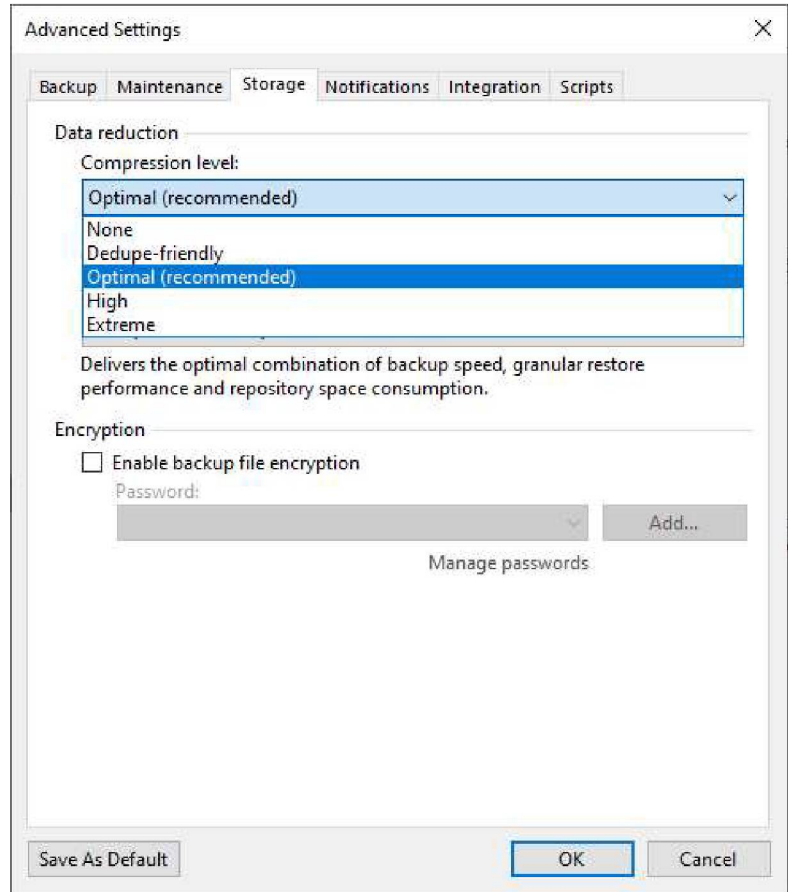 Advanced Settings
Backup Maintenance Storage Notifications Integration Scripts
Data reduction
Compression level:
Optimal (recommended)
None
Dedupe-friendly
Optimal (recommended)
High
Extreme
Delivers the optimal combination of backup speed, granular restore
performance and repository space consumption.
Encryption
Enable backup file encryption
Password:
Add...
Manage passwords
Save As Default OK Cancel